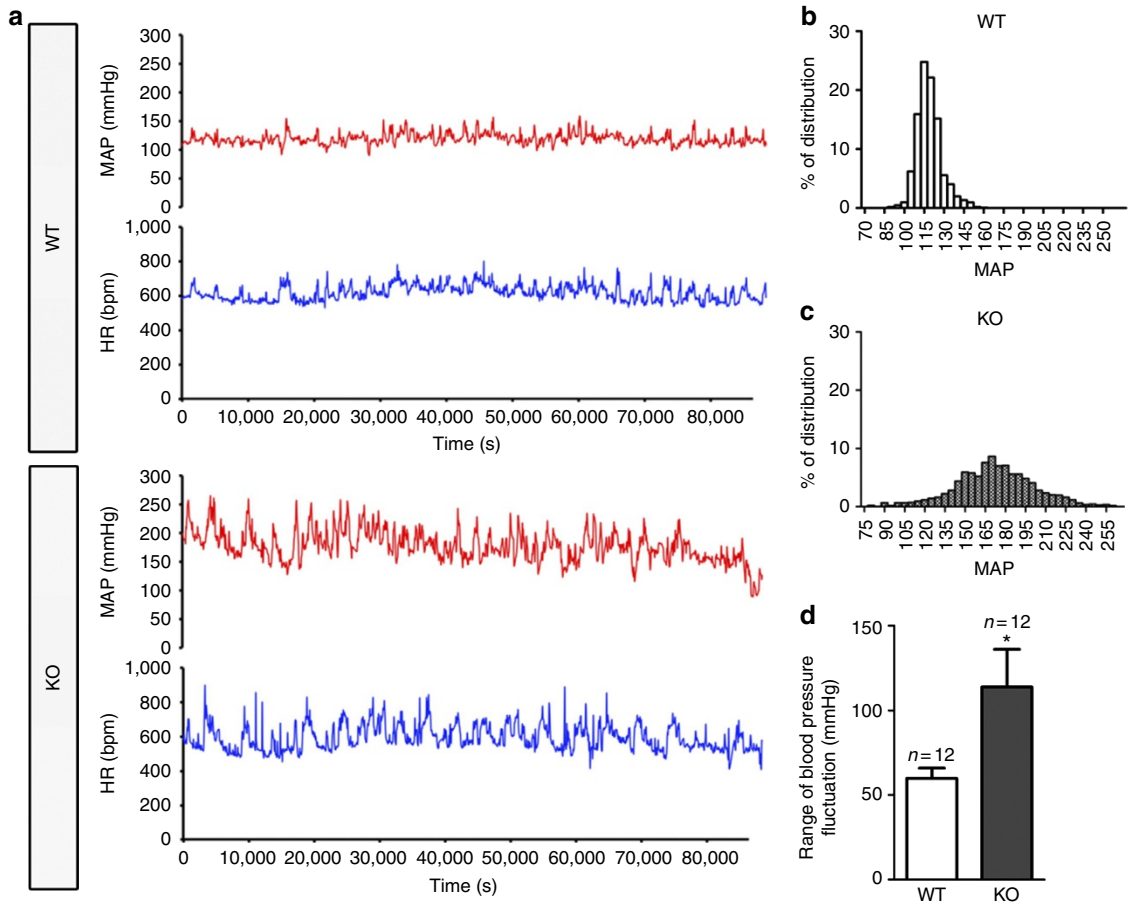 a
WT
MAP (mmHg)
300
250
200
150
100
50
0
HR (bpm)
1,000
800
600
400
200
0
0 10,000 20,000 30,000 40,000 50,000 60,000 70,000 80,000
Time (s)
KO
MAP (mmHg)
300
250
200
150
100
50
0
HR (bpm)
1,000
800
600
400
200
0
0 10,000 20,000 30,000 40,000 50,000 60,000 70,000 80,000
Time (s)
b
WT
% of distribution
30
20
10
0
70 85 100 115 130 145 160 175 190 205 220 235 250
MAP
c
KO
% of distribution
30
20
10
0
75 90 105 120 135 150 165 180 195 210 225 240 255
MAP
d
Range of blood pressure
fluctuation (mmHg)
150
100
50
0
n = 12
n = 12
*
WT KO